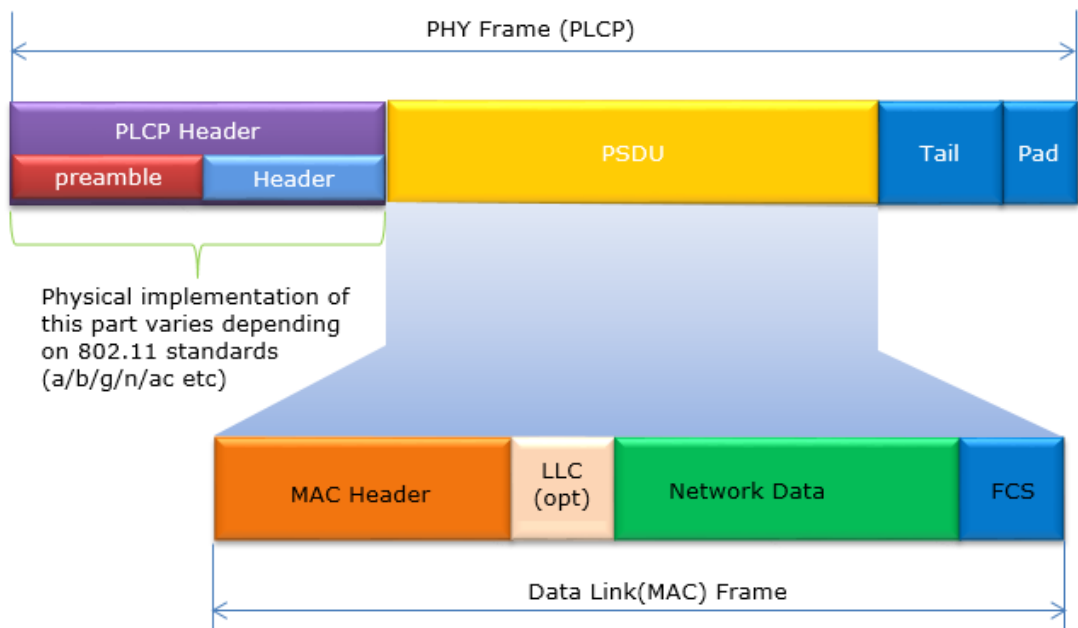 PHY Frame (PLCP)
PLCP Header
preamble
Header
PSDU
Tail
Pad
Physical implementation of
this part varies depending
on 802.11 standards
(a/b/g/n/ac etc)
MAC Header
LLC
(opt)
Network Data
FCS
Data Link(MAC) Frame